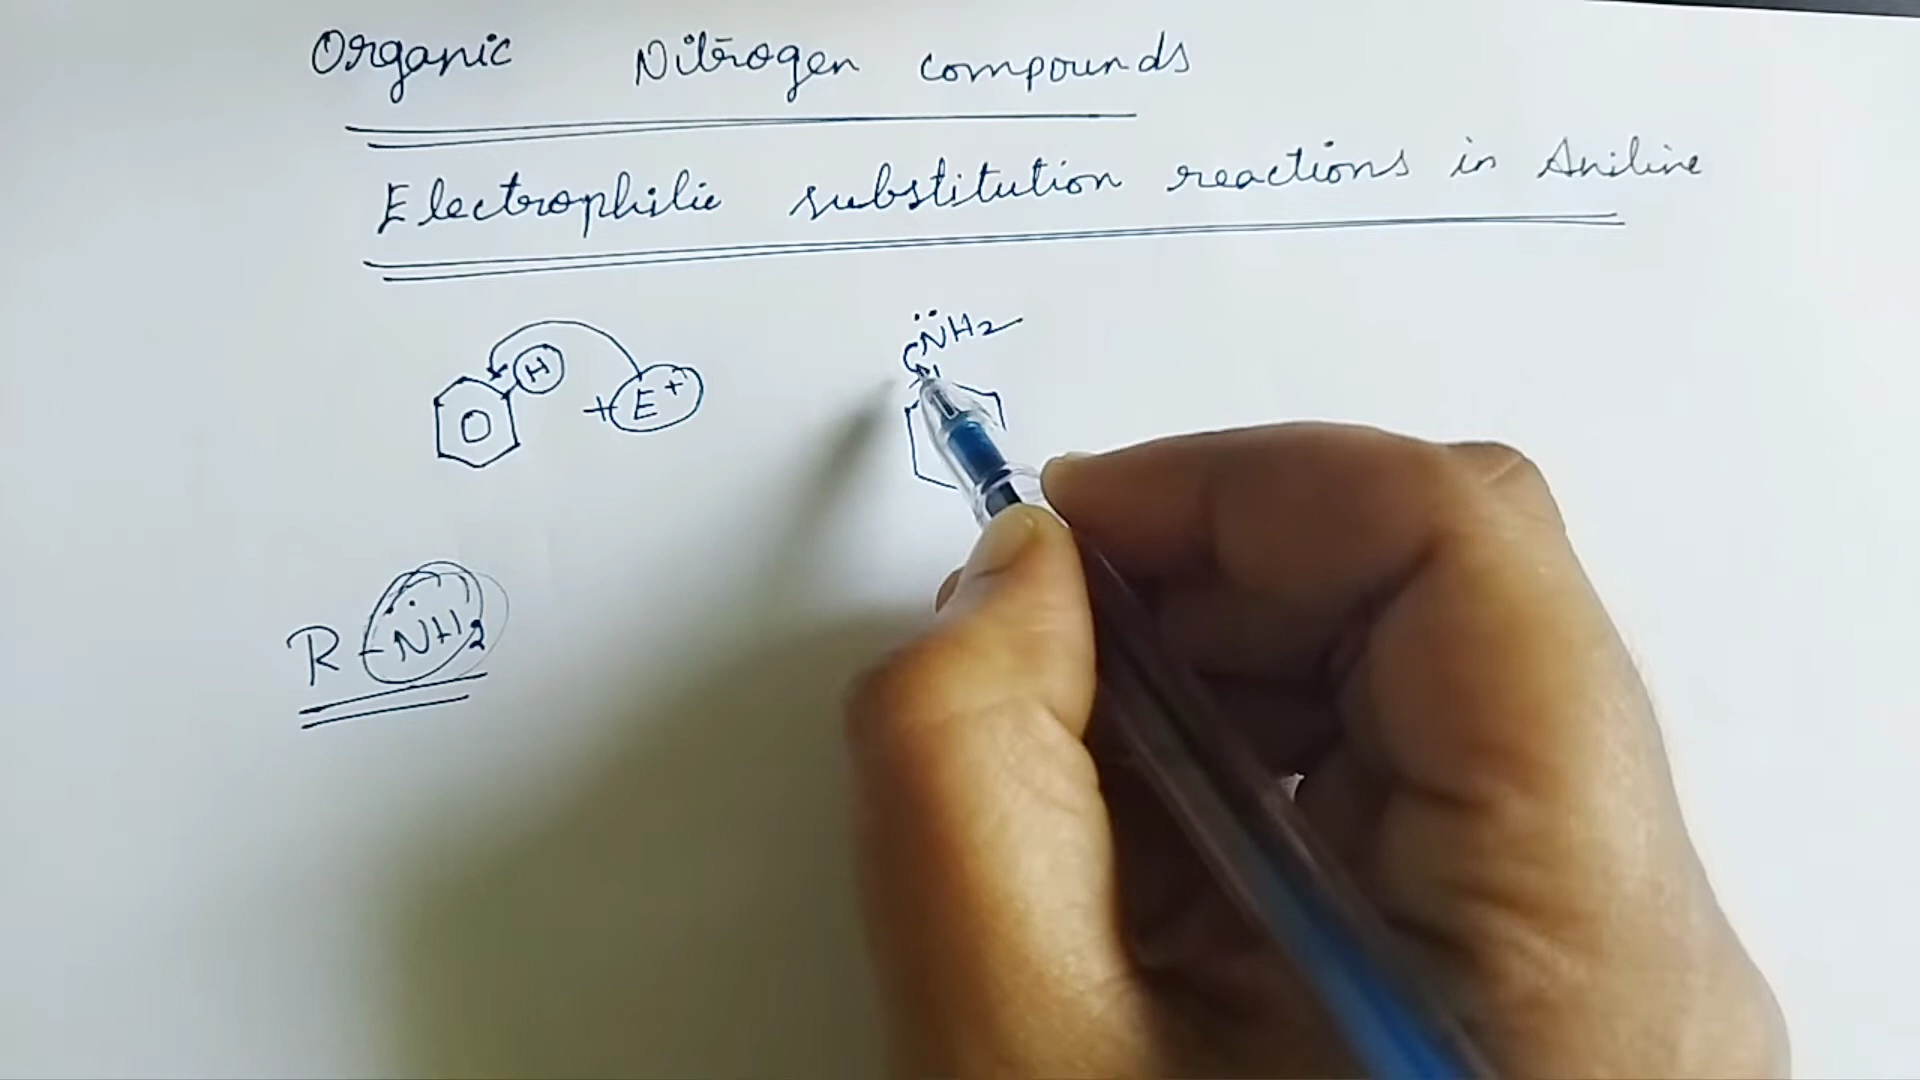 Organic Nitrogen compounds
Electrophilic substitution reactions in Aniline
H
+ E+
NH2
R-NH2